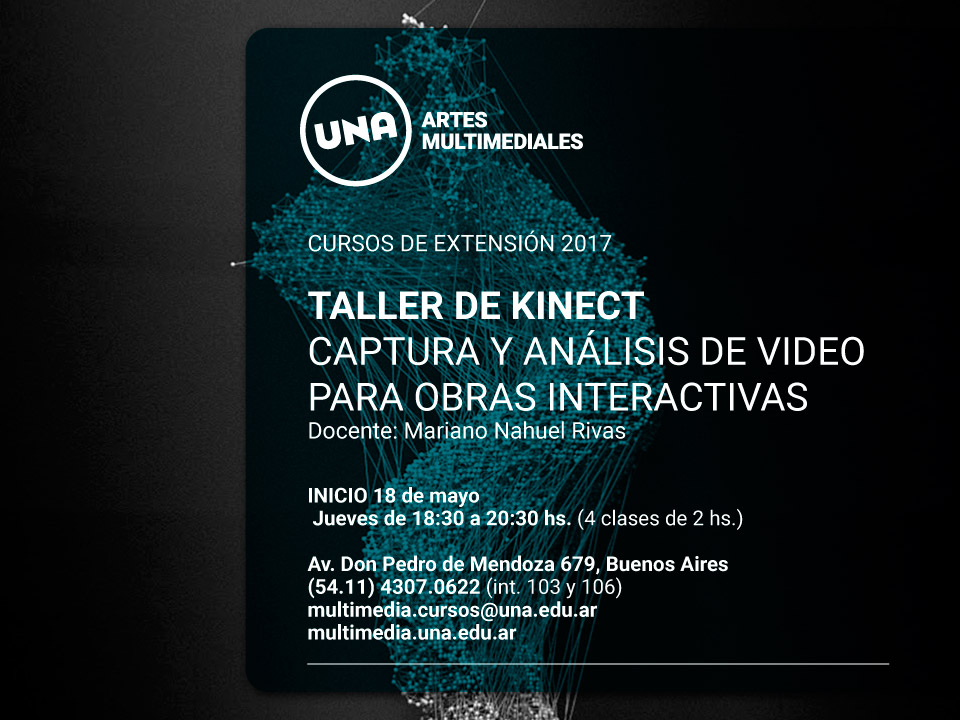 UNA
ARTES
MULTIMEDIALES
CURSOS DE EXTENSIÓN 2017
TALLER DE KINECT
CAPTURA Y ANÁLISIS DE VIDEO
PARA OBRAS INTERACTIVAS
Docente: Mariano Nahuel Rivas
INICIO 18 de mayo
Jueves de 18:30 a 20:30 hs. (4 clases de 2 hs.)
Av. Don Pedro de Mendoza 679, Buenos Aires
(54.11) 4307.0622 (int. 103 y 106)
multimedia.cursos@una.edu.ar
multimedia.una.edu.ar